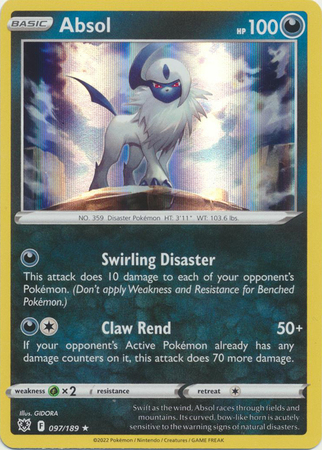 BASIC Absol HP 100
NO. 359 Disaster Pokémon. HT: 3'11" WT: 103.6 lbs.
Swirling Disaster
This attack does 10 damage to each of your opponent's
Pokémon. (Don't apply Weakness and Resistance for Benched
Pokémon.)
Claw Rend 50+
If your opponent's Active Pokémon already has any
damage counters on it, this attack does 70 more damage.
weakness ×2 resistance retreat
Swift as the wind, Absol races through fields and
mountains. Its curved, bow-like horn is acutely
sensitive to the warning signs of natural disasters.
Illus. GIDORA
F 097/189 ★
©2022 Pokémon / Nintendo / Creatures / GAME FREAK